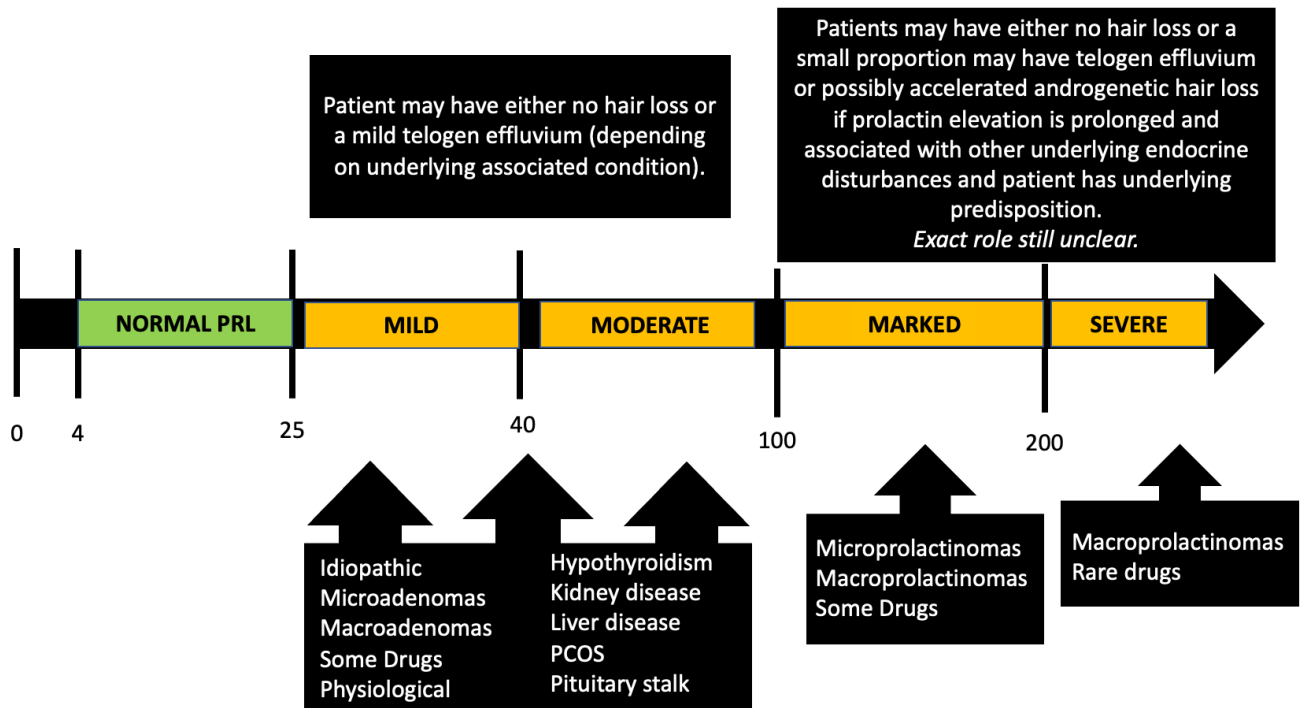 Patient may have either no hair loss or
a mild telogen effluvium (depending
on underlying associated condition).
Patients may have either no hair loss or a
small proportion may have telogen effluvium
or possibly accelerated androgenetic hair loss
if prolactin elevation is prolonged and
associated with other underlying endocrine
disturbances and patient has underlying
predisposition.
Exact role still unclear.
NORMAL PRL
MILD
MODERATE
MARKED
SEVERE
0
4
25
40
100
200
Idiopathic
Microadenomas
Macroadenomas
Some Drugs
Physiological
Hypothyroidism
Kidney disease
Liver disease
PCOS
Pituitary stalk
Microprolactinomas
Macroprolactinomas
Some Drugs
Macroprolactinomas
Rare drugs